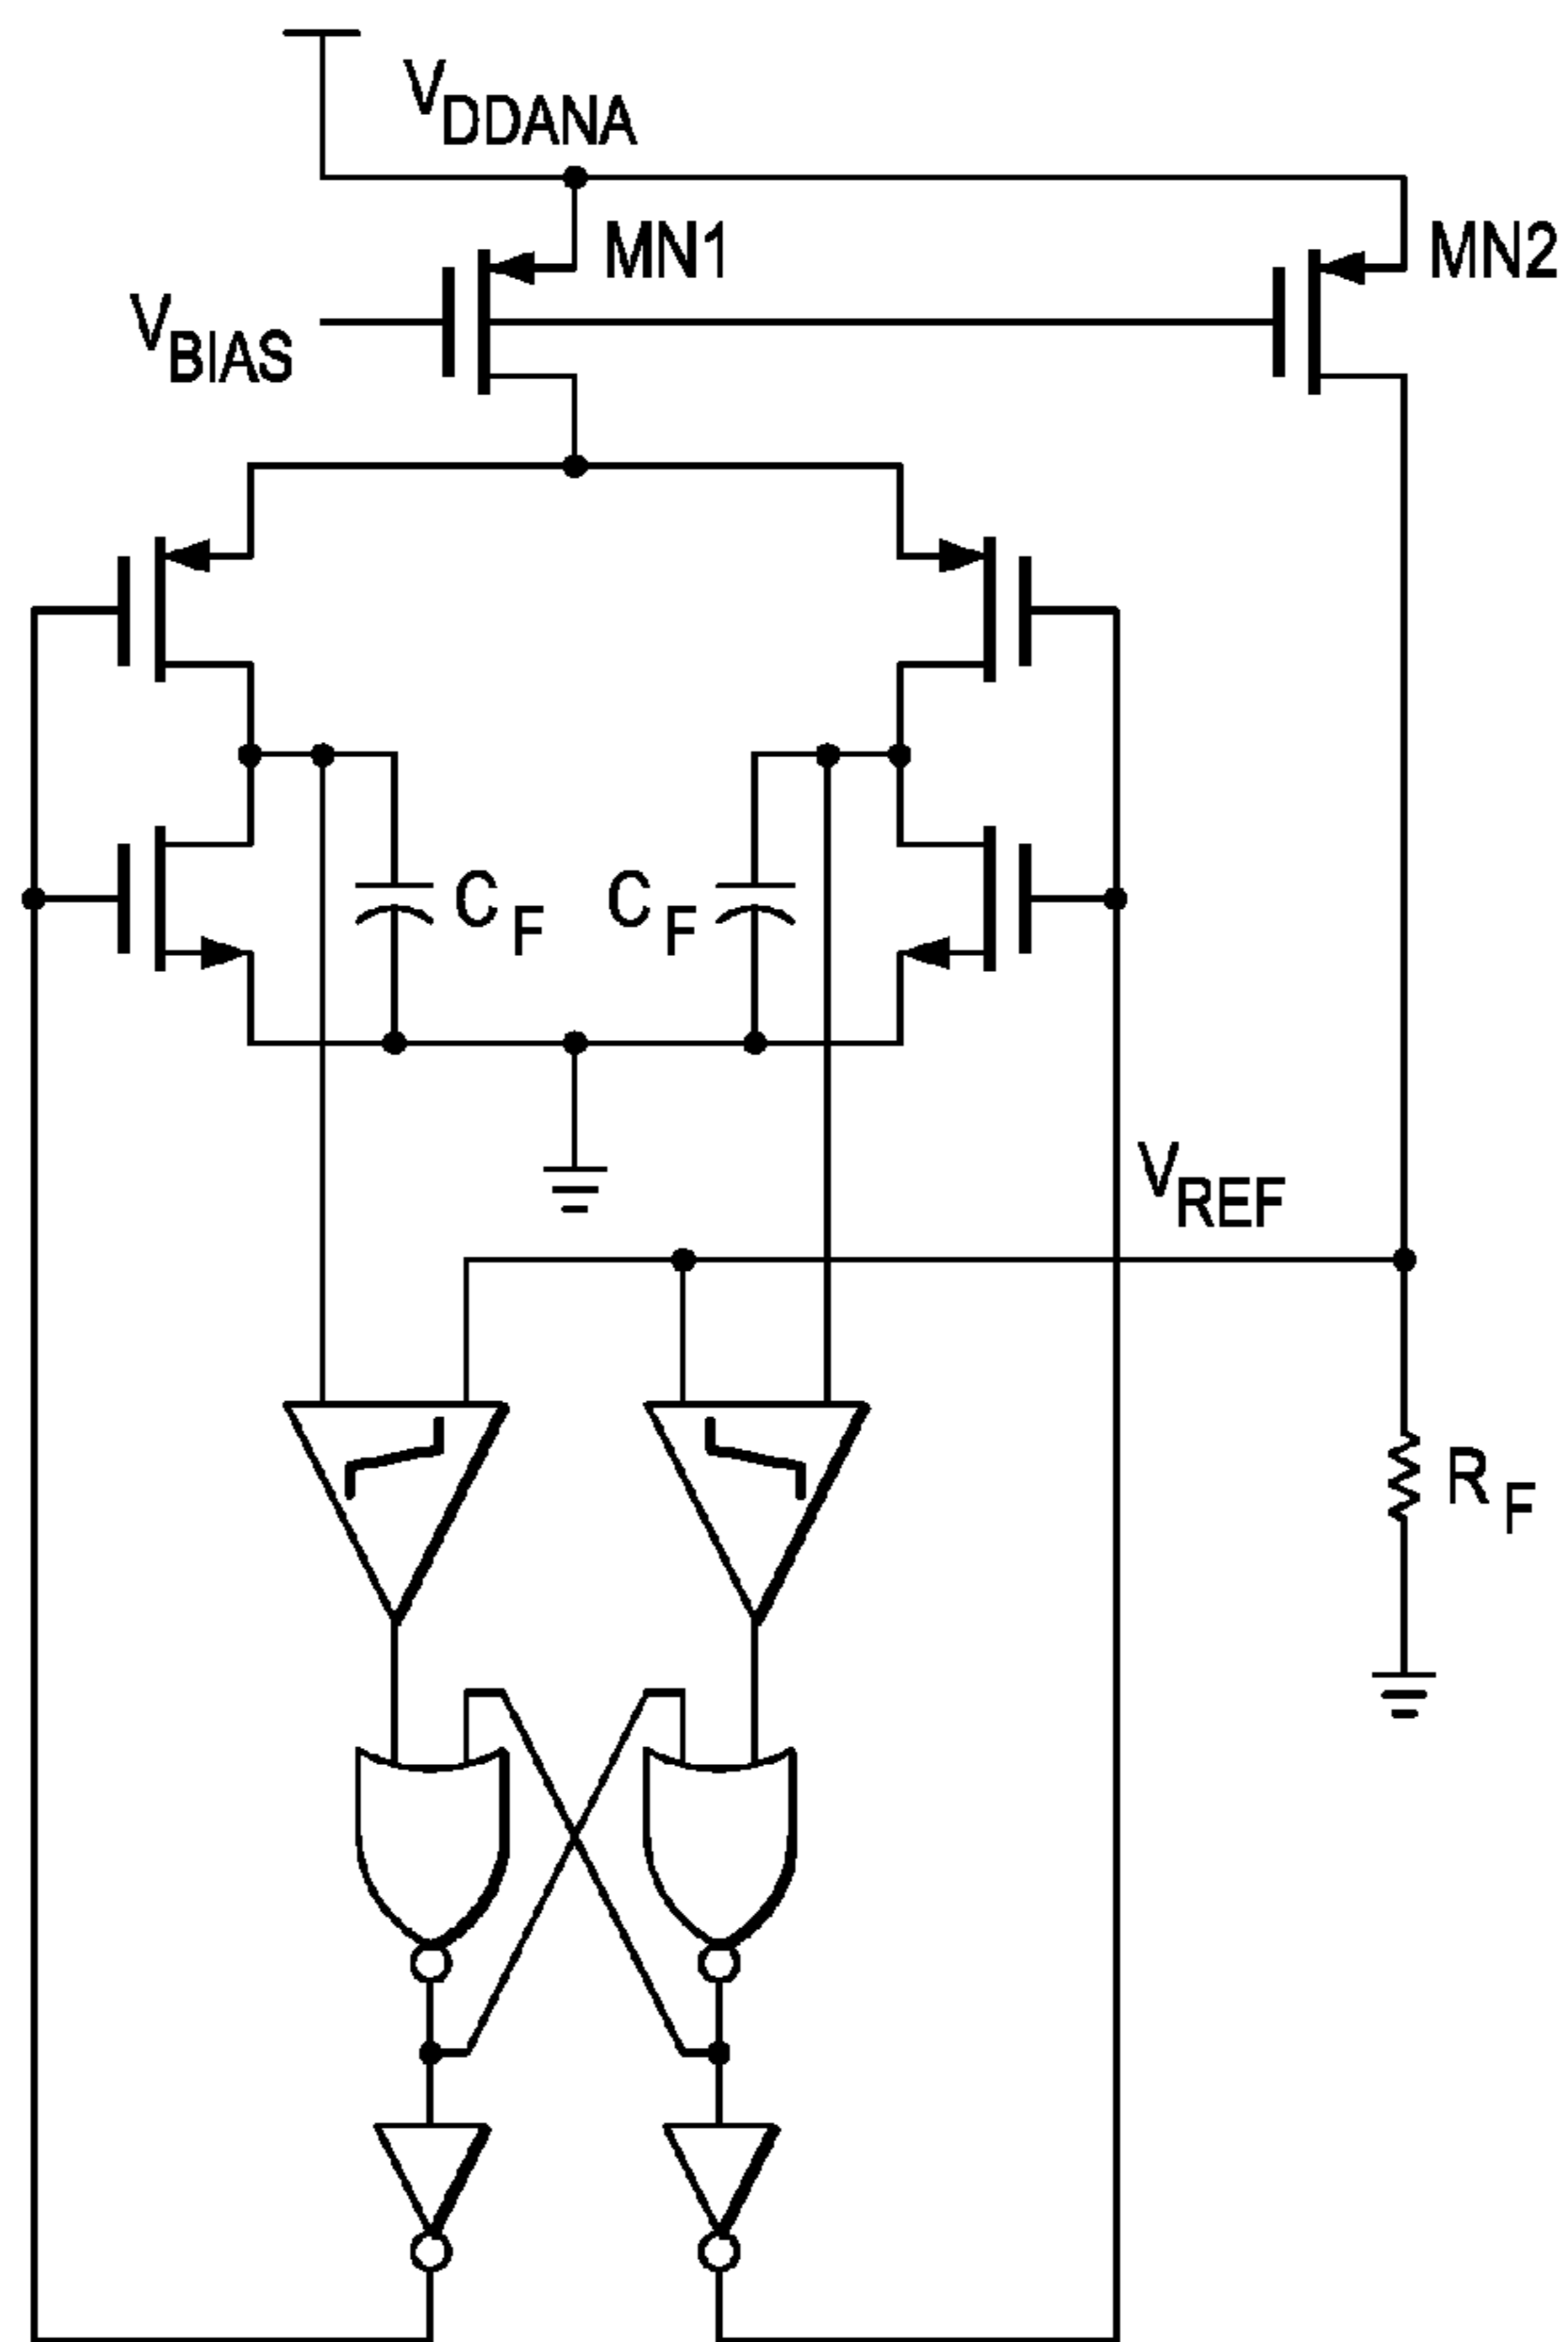 VDDANA
MN1
MN2
VBIAS
CF
CF
VREF
RF